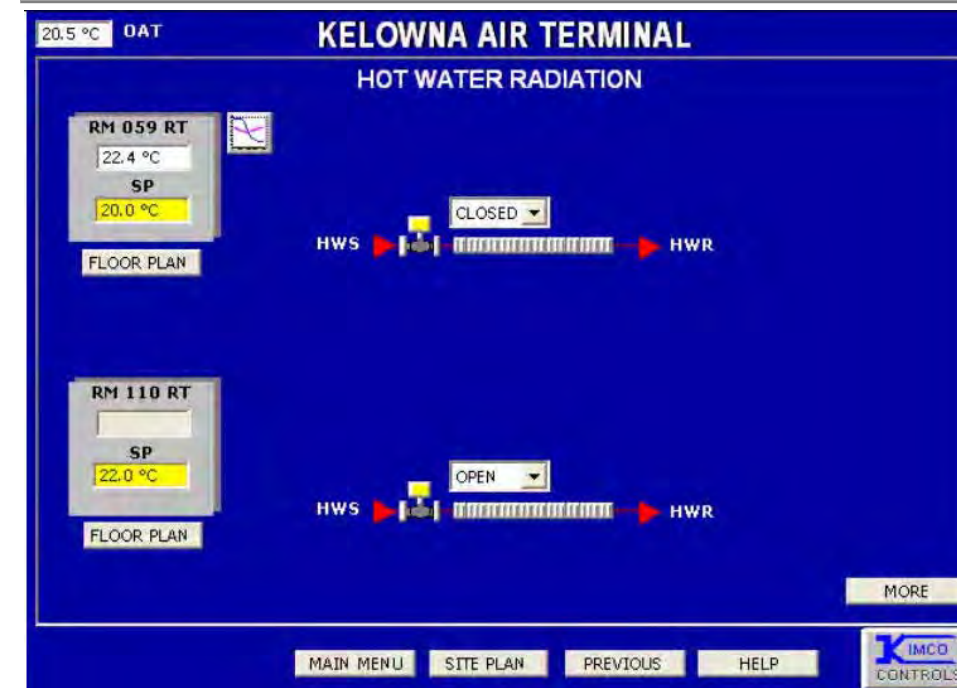 20.5 °C OAT KELOWNA AIR TERMINAL
HOT WATER RADIATION
RM 059 RT
22.4 °C
SP
20.0 °C
FLOOR PLAN
CLOSED
HWS HWR
RM 110 RT
SP
22.0 °C
FLOOR PLAN
OPEN
HWS HWR
MORE
MAIN MENU SITE PLAN PREVIOUS HELP
KIMCO
CONTROLS